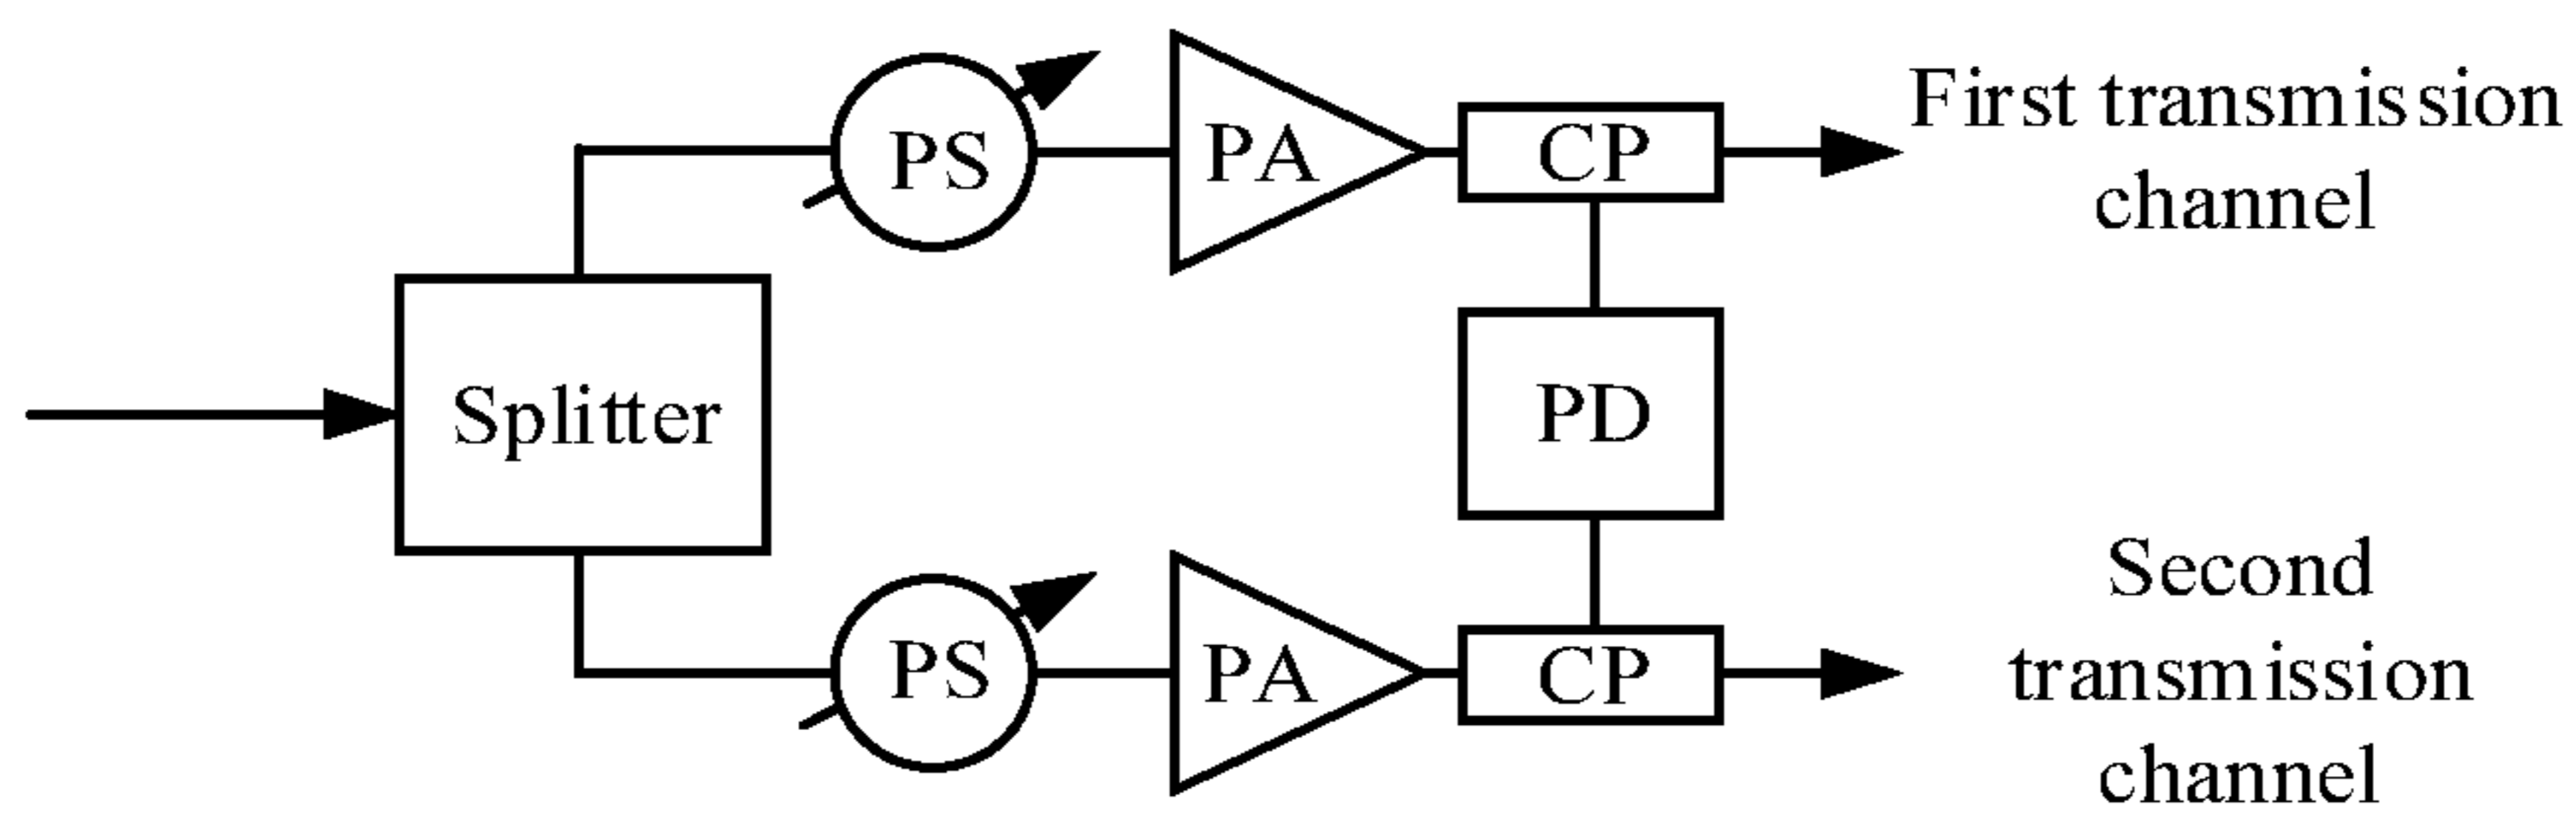 PS
PA
CP
First transmission
channel
Splitter
PD
PS
PA
CP
Second
transmission
channel